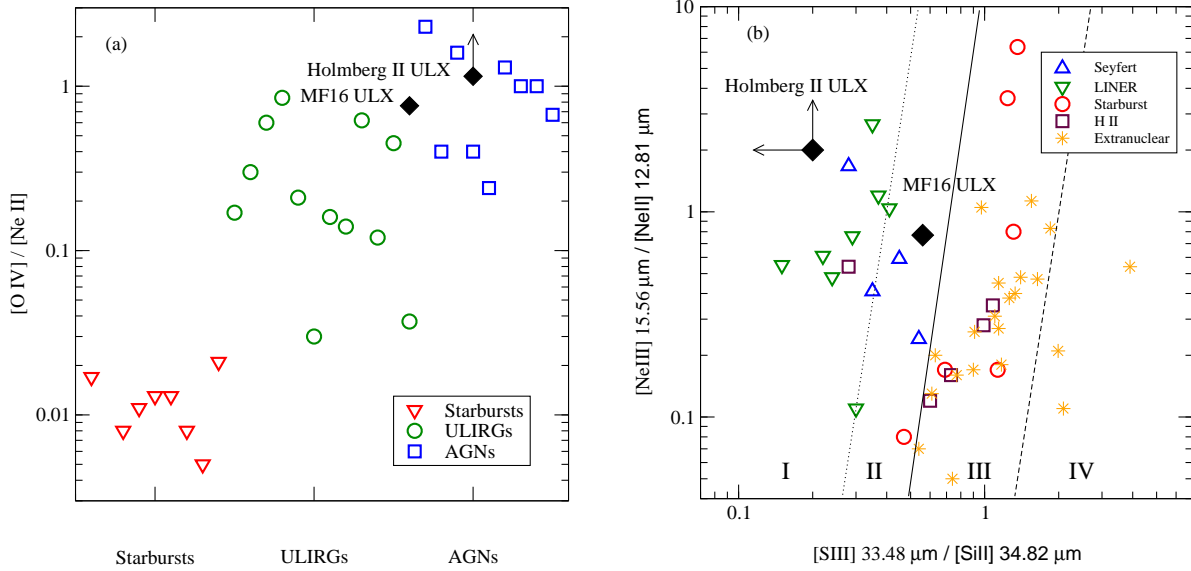 (a)
[O IV] / [Ne II]
1
0.1
0.01
Holmberg II ULX
MF16 ULX
Starbursts
ULIRGs
AGNs
Starbursts
ULIRGs
AGNs
(b)
[NeIII] 15.56 μm / [NeII] 12.81 μm
10
1
0.1
Holmberg II ULX
MF16 ULX
Seyfert
LINER
Starburst
H II
Extranuclear
I
II
III
IV
0.1
1
[SIII] 33.48 μm / [SiII] 34.82 μm